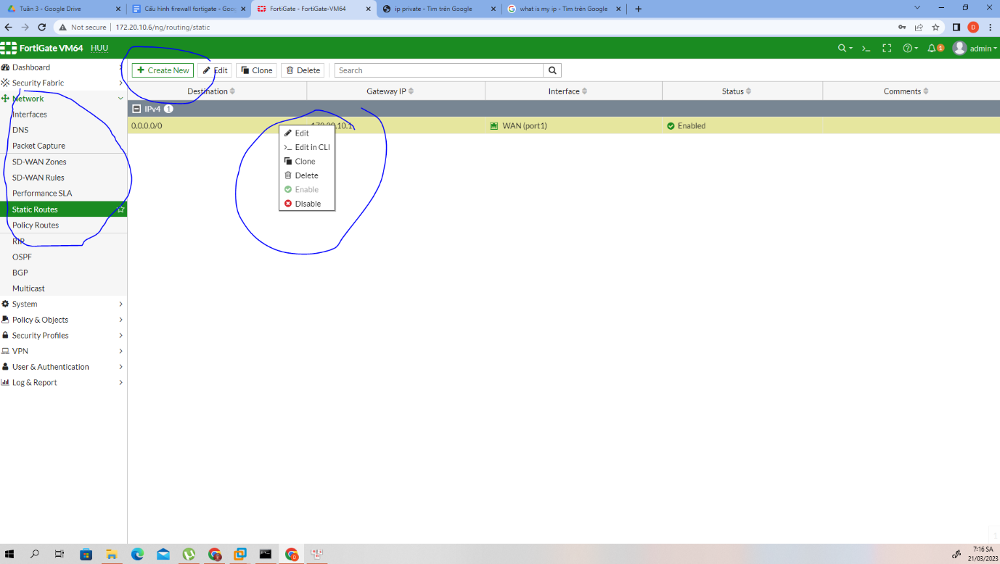 Tuần 3 - Google Drive
Cấu hình firewall fortigate - Goo
FortiGate - FortiGate-VM64
ip private - Tìm trên Google
what is my ip - Tìm trên Google
Not secure
172.20.10.6/ng/routing/static
D
FortiGate VM64
HUU
1
admin
Dashboard
Create New
Edit
Clone
Delete
Search
Security Fabric
Destination
Gateway IP
Interface
Status
Comments
Network
IPv4 1
Interfaces
0.0.0.0/0
WAN (port1)
Enabled
DNS
Edit
Packet Capture
Edit in CLI
SD-WAN Zones
Clone
SD-WAN Rules
Delete
Performance SLA
Enable
Static Routes
Disable
Policy Routes
RIP
OSPF
BGP
Multicast
System
Policy & Objects
Security Profiles
VPN
User & Authentication
Log & Report
1
7:16 SA
21/03/2023